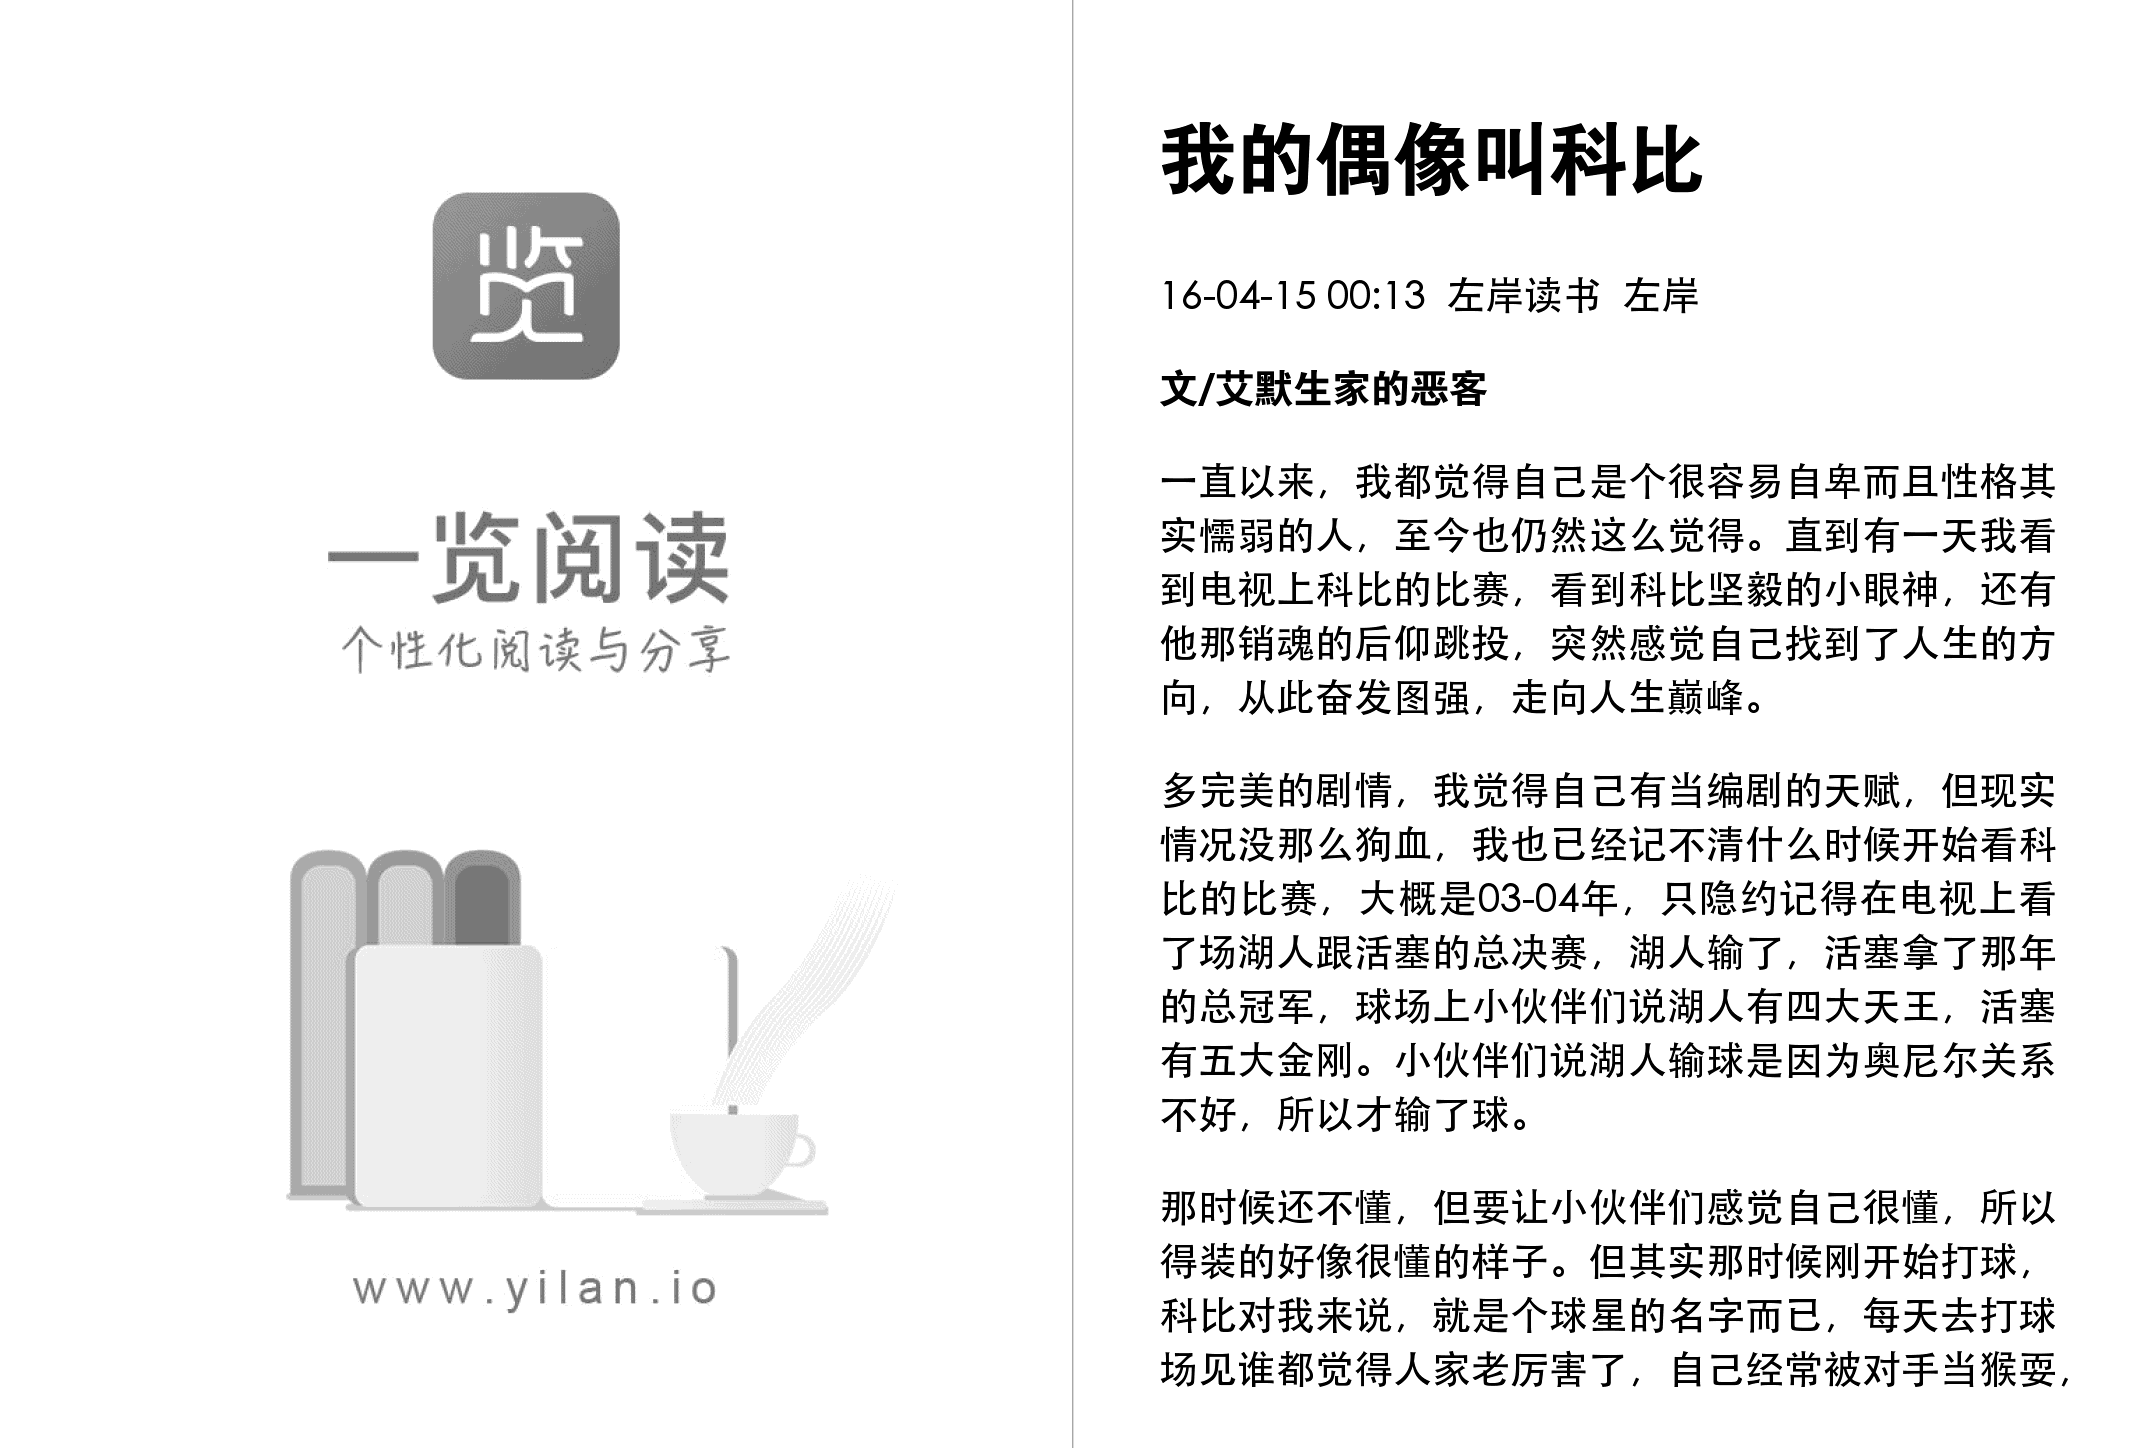 览
一览阅读
个性化阅读与分享
www.yilan.io
我的偶像叫科比
16-04-15 00:13 左岸读书 左岸
文/艾默生家的恶客
一直以来，我都觉得自己是个很容易自卑而且性格其
实懦弱的人，至今也仍然这么觉得。直到有一天我看
到电视上科比的比赛，看到科比坚毅的小眼神，还有
他那销魂的后仰跳投，突然感觉自己找到了人生的方
向，从此奋发图强，走向人生巅峰。
多完美的剧情，我觉得自己有当编剧的天赋，但现实
情况没那么狗血，我也已经记不清什么时候开始看科
比的比赛，大概是03-04年，只隐约记得在电视上看
了场湖人跟活塞的总决赛，湖人输了，活塞拿了那年
的总冠军，球场上小伙伴们说湖人有四大天王，活塞
有五大金刚。小伙伴们说湖人输球是因为奥尼尔关系
不好，所以才输了球。
那时候还不懂，但要让小伙伴们感觉自己很懂，所以
得装的好像很懂的样子。但其实那时候刚开始打球，
科比对我来说，就是个球星的名字而已，每天去打球
场见谁都觉得人家老厉害了，自己经常被对手当猴耍，